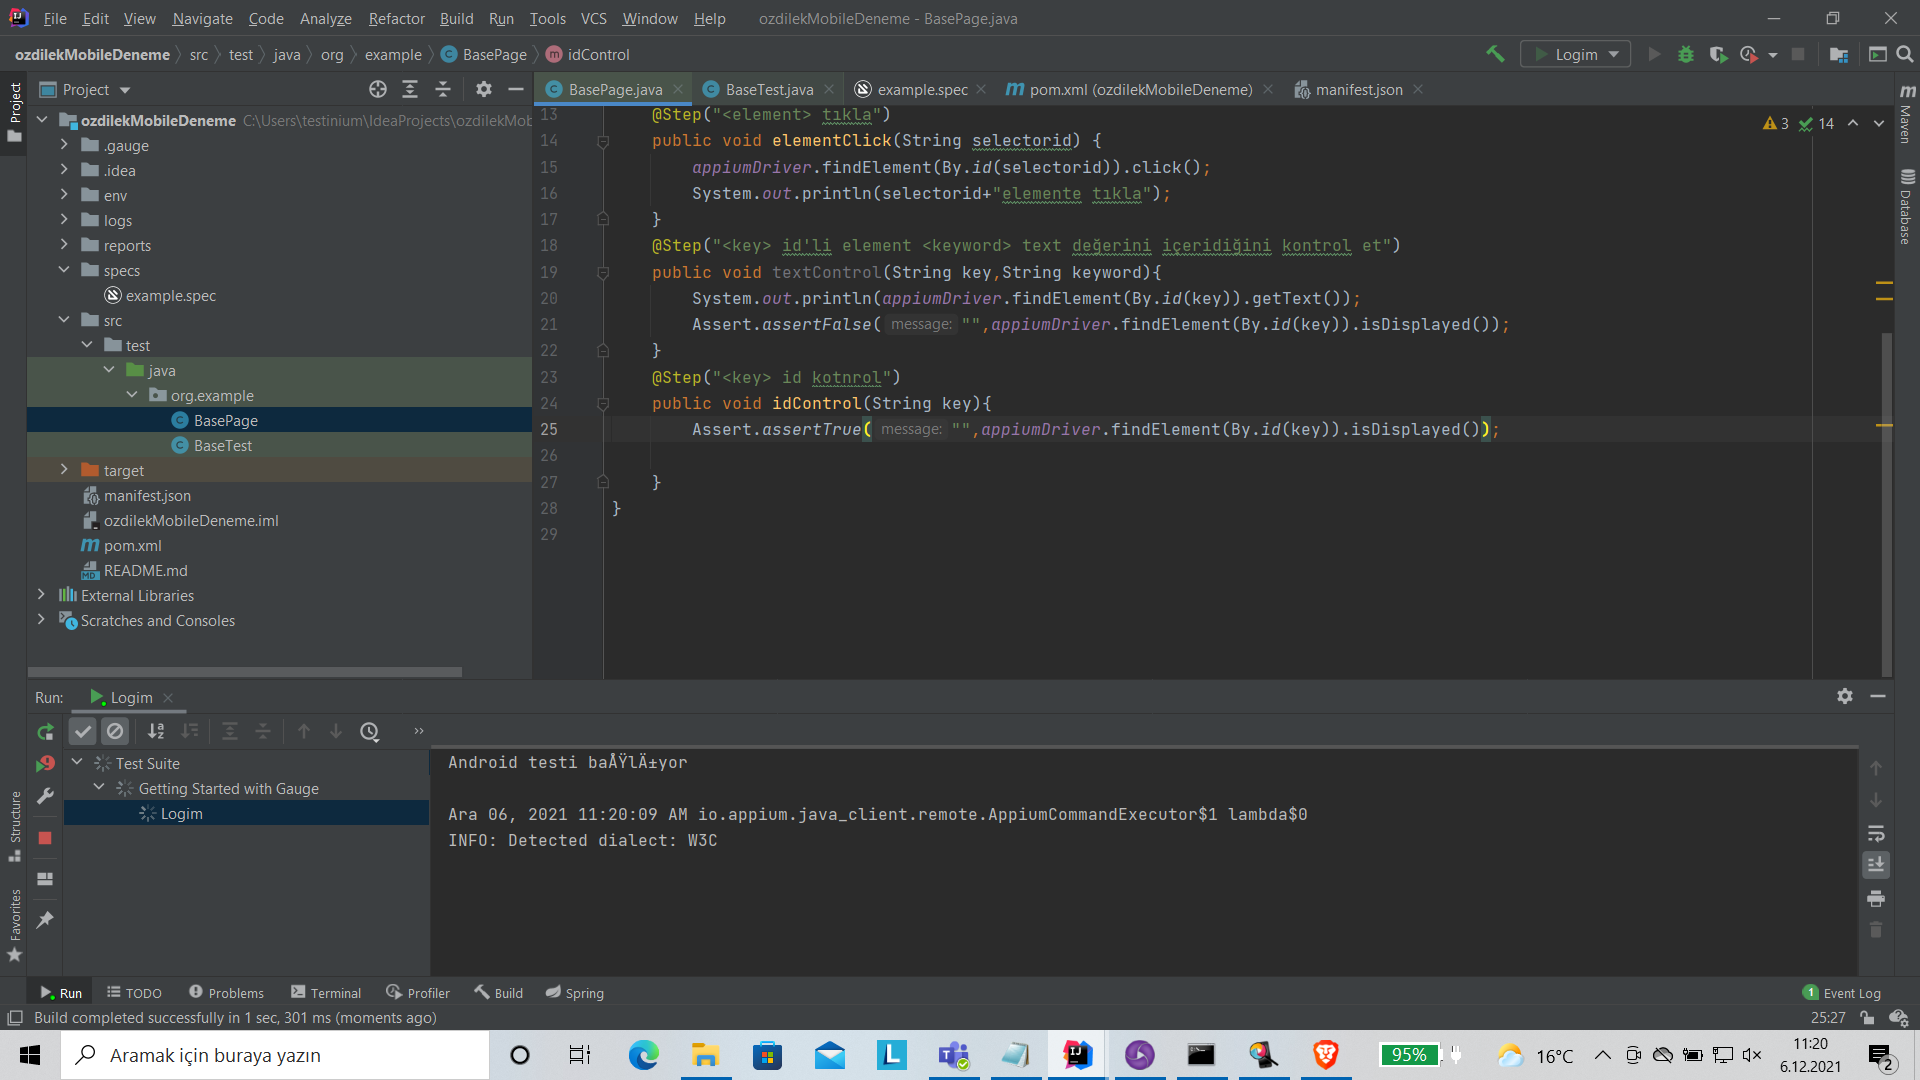 File Edit View Navigate Code Analyze Refactor Build Run Tools VCS Window Help ozdilekMobileDeneme - BasePage.java
ozdilekMobileDeneme src test java org example BasePage idControl
Logim
Project
BasePage.java BaseTest.java example.spec pom.xml (ozdilekMobileDeneme) manifest.json
Project
Maven
Database
Structure
Favorites
ozdilekMobileDeneme C:\Users\testinium\IdeaProjects\ozdilekMob
.gauge
.idea
env
logs
reports
specs
example.spec
src
test
java
org.example
BasePage
BaseTest
target
manifest.json
ozdilekMobileDeneme.iml
pom.xml
README.md
External Libraries
Scratches and Consoles
3 14
13 @Step("<element> tıkla")
14 public void elementClick(String selectorid) {
15 appiumDriver.findElement(By.id(selectorid)).click();
16 System.out.println(selectorid+"elemente tıkla");
17 }
18 @Step("<key> id'li element <keyword> text değerini içeridiğini kontrol et")
19 public void textControl(String key,String keyword){
20 System.out.println(appiumDriver.findElement(By.id(key)).getText());
21 Assert.assertFalse( message: "",appiumDriver.findElement(By.id(key)).isDisplayed());
22 }
23 @Step("<key> id kotnrol")
24 public void idControl(String key){
25 Assert.assertTrue( message: "",appiumDriver.findElement(By.id(key)).isDisplayed());
26
27 }
28 }
29
Run: Logim
Test Suite
Getting Started with Gauge
Logim
Android testi baÅŸlÄ±yor
Ara 06, 2021 11:20:09 AM io.appium.java_client.remote.AppiumCommandExecutor$1 lambda$0
INFO: Detected dialect: W3C
Run TODO Problems Terminal Profiler Build Spring 1 Event Log
Build completed successfully in 1 sec, 301 ms (moments ago) 25:27
Aramak için buraya yazın
95%
16°C
11:20
6.12.2021
2